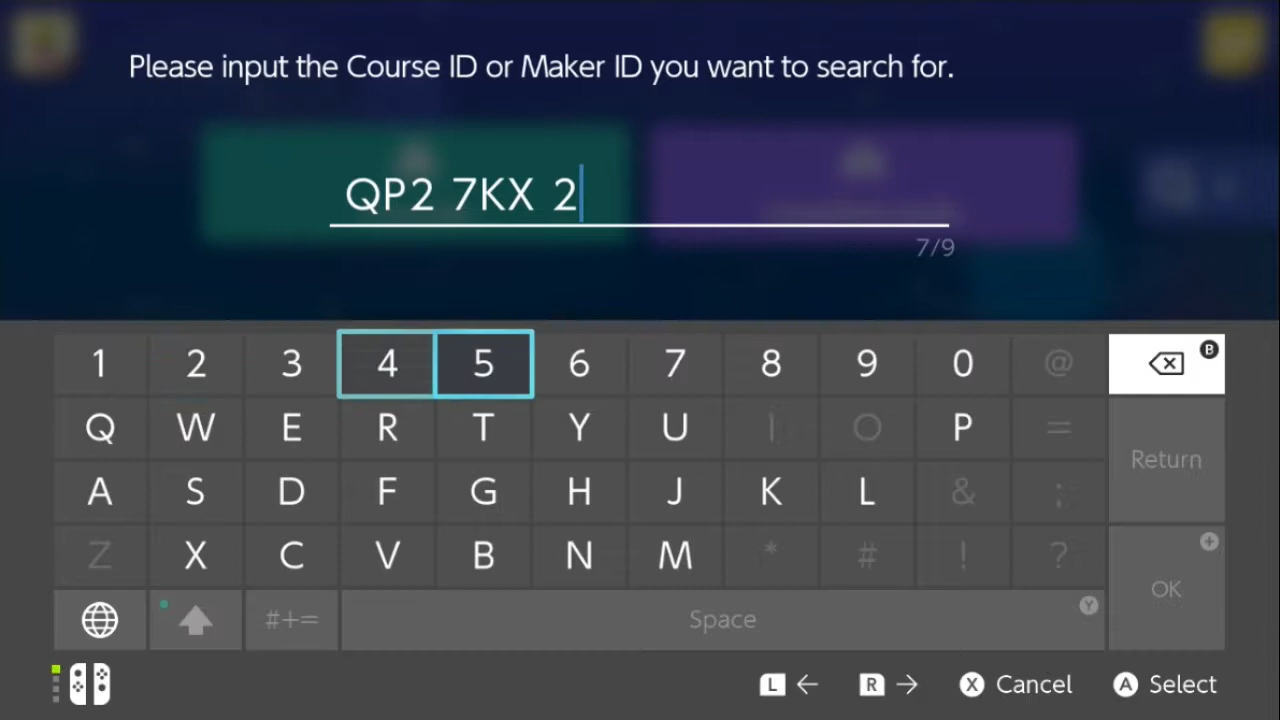 Please input the Course ID or Maker ID you want to search for.
QP2 7KX 2
7/9
1 2 3 4 5 6 7 8 9 0 @ B
Q W E R T Y U I O P =
A S D F G H J K L & ;
Return
Z X C V B N M * # ! ? +
OK
#+= Space Y
L ← R → X Cancel A Select